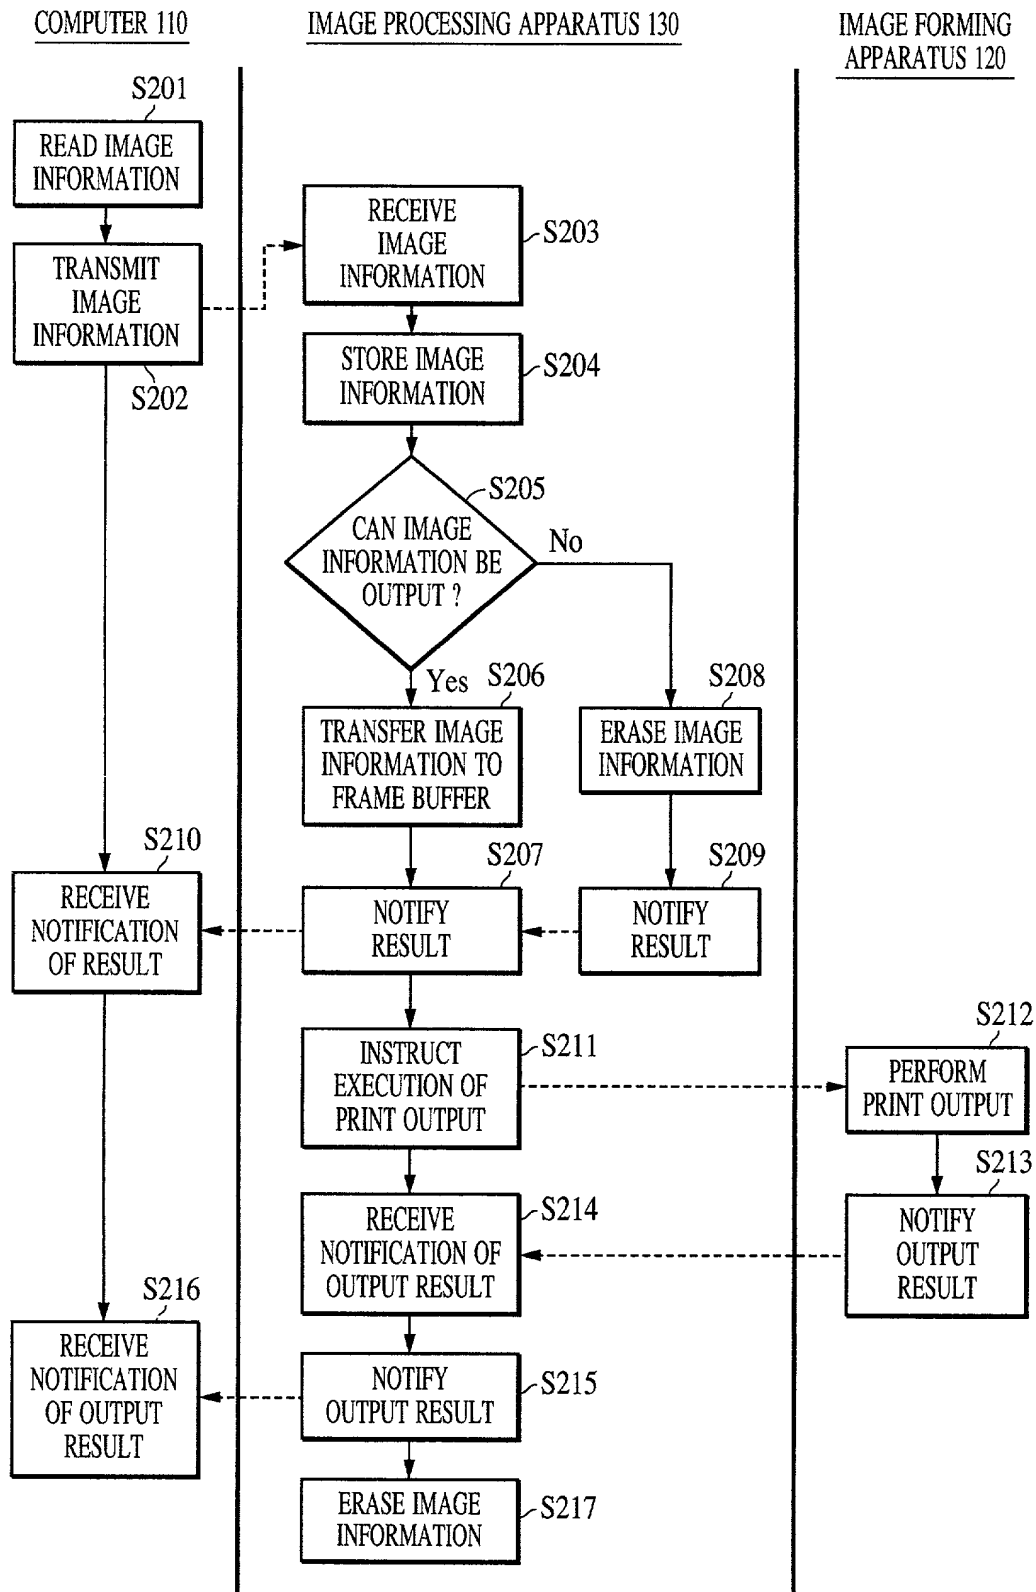 COMPUTER 110
IMAGE PROCESSING APPARATUS 130
IMAGE FORMING
APPARATUS 120
S201
READ IMAGE
INFORMATION
TRANSMIT
IMAGE
INFORMATION
S202
RECEIVE
IMAGE
INFORMATION
S203
STORE IMAGE
INFORMATION
S204
S205
CAN IMAGE
INFORMATION BE
OUTPUT ?
No
Yes
S206
TRANSFER IMAGE
INFORMATION TO
FRAME BUFFER
S208
ERASE IMAGE
INFORMATION
S207
NOTIFY
RESULT
S209
NOTIFY
RESULT
S210
RECEIVE
NOTIFICATION
OF RESULT
S211
INSTRUCT
EXECUTION OF
PRINT OUTPUT
S212
PERFORM
PRINT OUTPUT
S213
NOTIFY
OUTPUT
RESULT
S214
RECEIVE
NOTIFICATION OF
OUTPUT RESULT
S215
NOTIFY
OUTPUT RESULT
S216
RECEIVE
NOTIFICATION
OF OUTPUT
RESULT
ERASE IMAGE
INFORMATION
S217